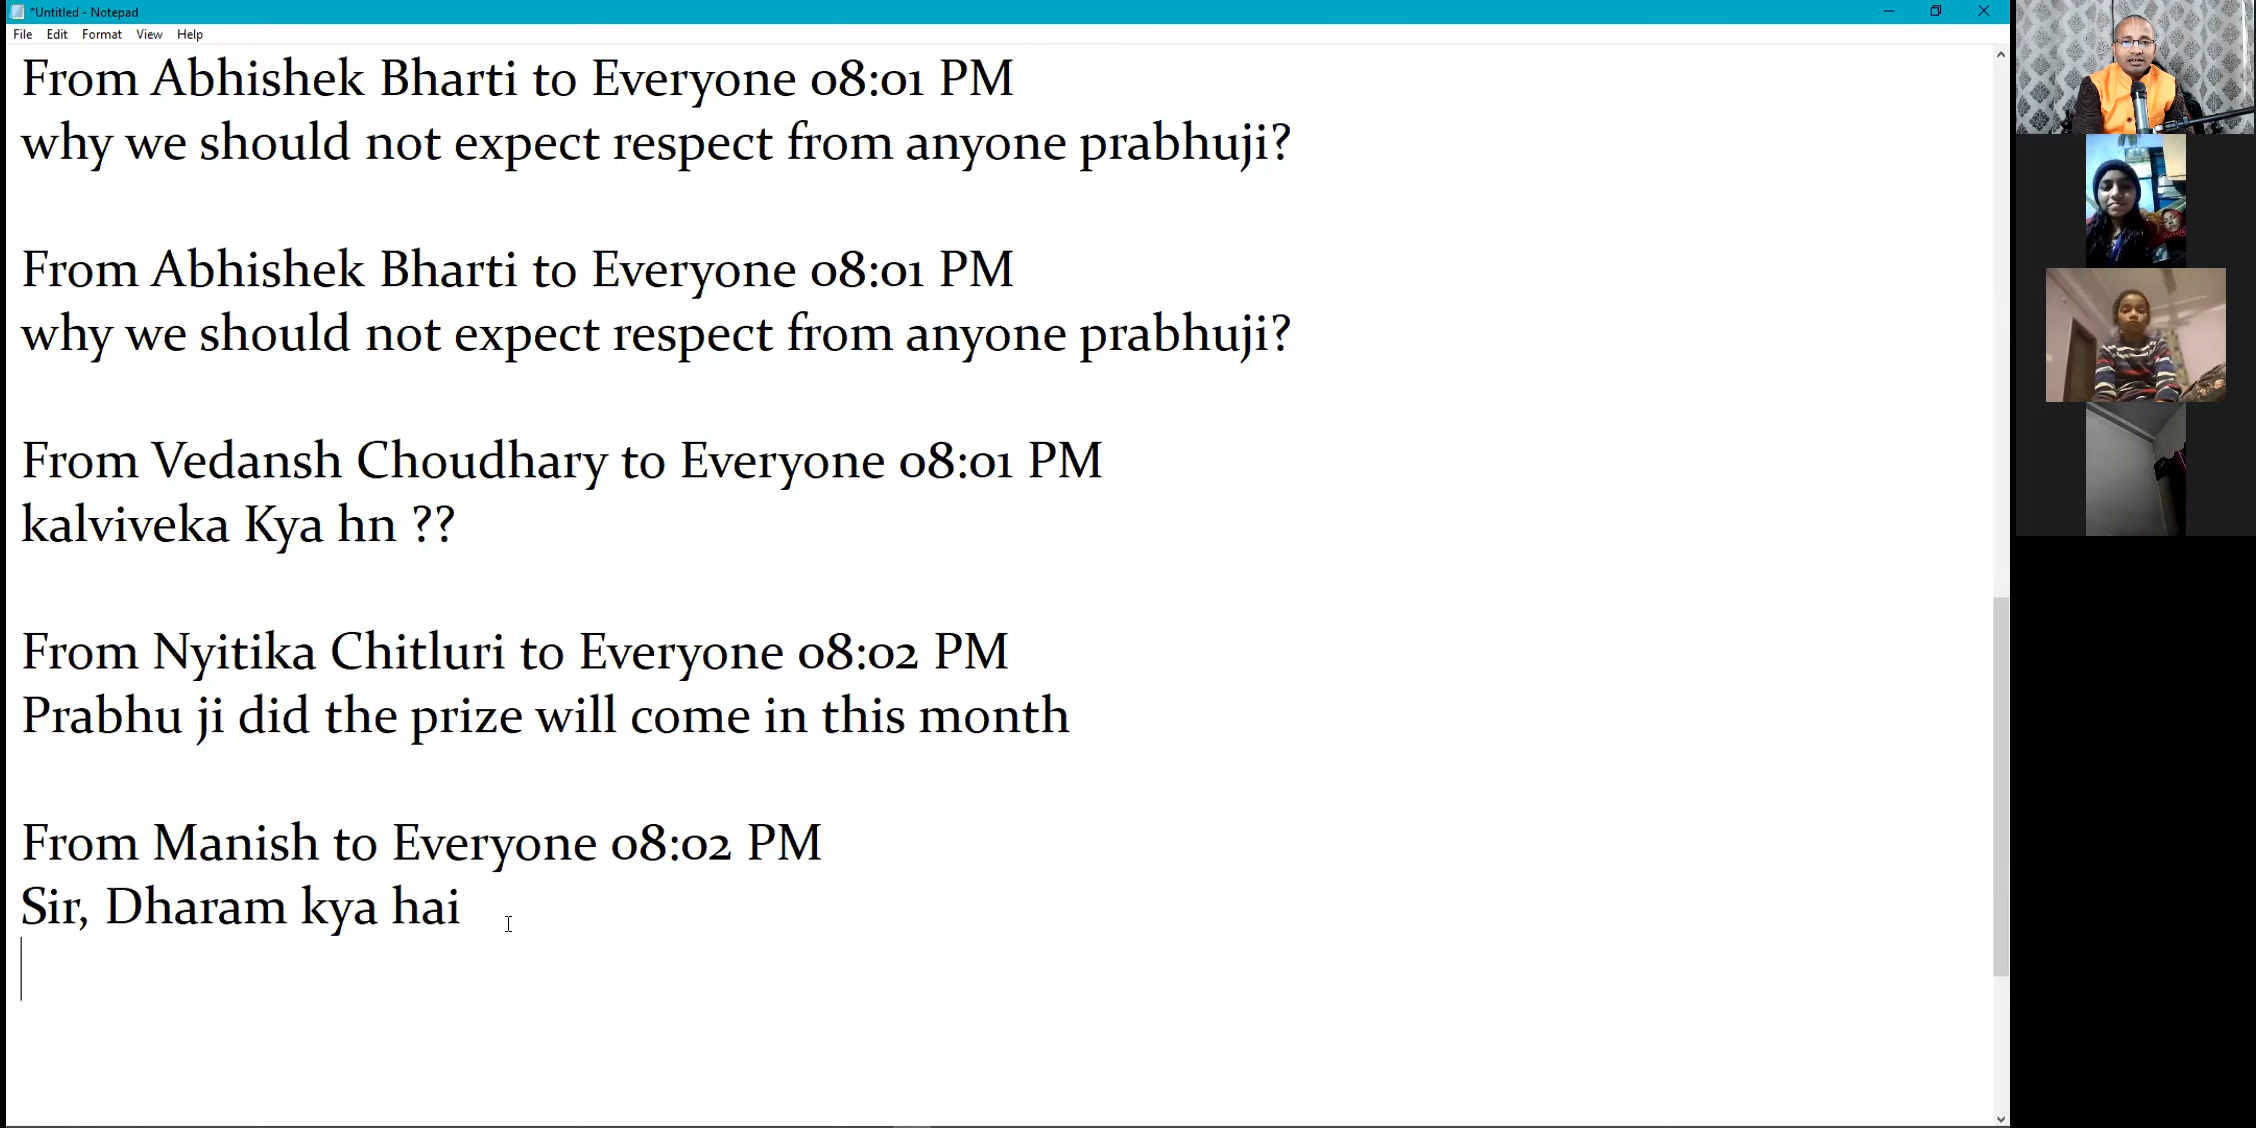 *Untitled - Notepad
File Edit Format View Help
From Abhishek Bharti to Everyone 08:01 PM
why we should not expect respect from anyone prabhuji?
From Abhishek Bharti to Everyone 08:01 PM
why we should not expect respect from anyone prabhuji?
From Vedansh Choudhary to Everyone 08:01 PM
kalviveka Kya hn ??
From Nyitika Chitluri to Everyone 08:02 PM
Prabhu ji did the prize will come in this month
From Manish to Everyone 08:02 PM
Sir, Dharam kya hai